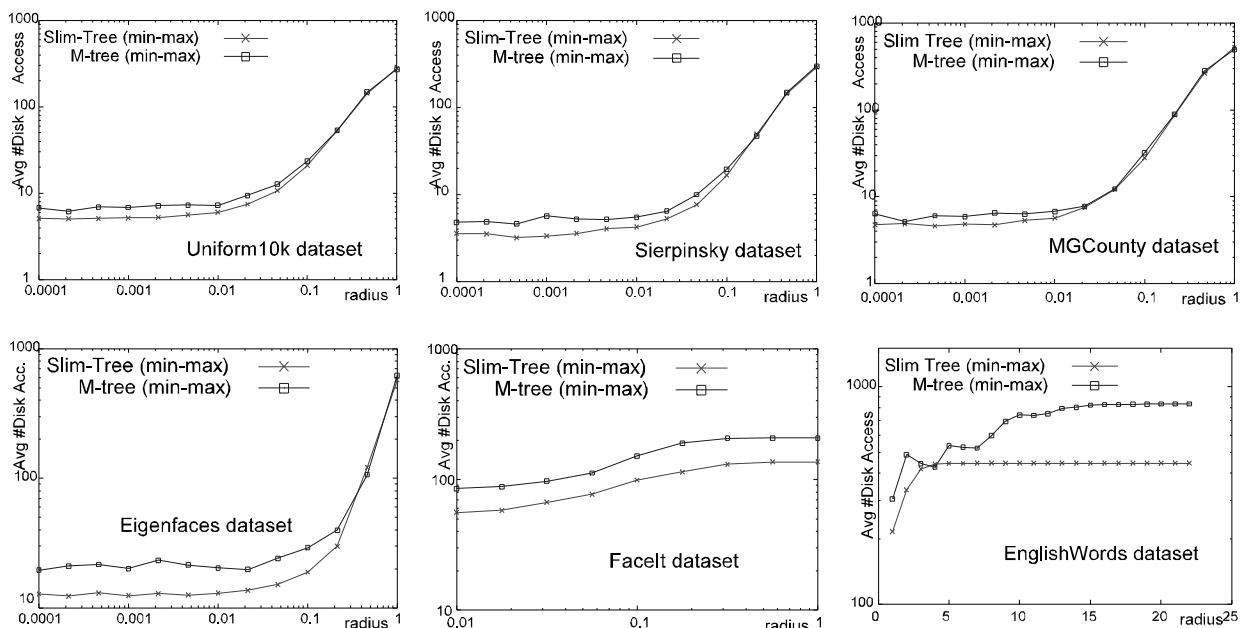 1000
Slim-Tree (min-max)
M-tree (min-max)
Avg #Disk Access
100
10
1
0.0001
0.001
0.01
0.1
radius
1
Uniform10k dataset
1000
Slim-Tree (min-max)
M-tree (min-max)
Avg #Disk Access
100
10
1
0.0001
0.001
0.01
0.1
radius
1
Sierpinsky dataset
1000
Slim Tree (min-max)
M-tree (min-max)
Avg #Disk Access
100
10
1
0.0001
0.001
0.01
0.1
radius
1
MGCounty dataset
1000
Slim-Tree (min-max)
M-tree (min-max)
Avg #Disk Acc.
100
10
0.0001
0.001
0.01
0.1
radius
1
Eigenfaces dataset
1000
Slim-Tree (min-max)
M-tree (min-max)
Avg #Disk Acc.
100
10
0.01
0.1
radius
1
FaceIt dataset
Slim Tree (min-max)
M-tree (min-max)
1000
Avg #Disk Access
100
0
5
10
15
20
radius
25
EnglishWords dataset